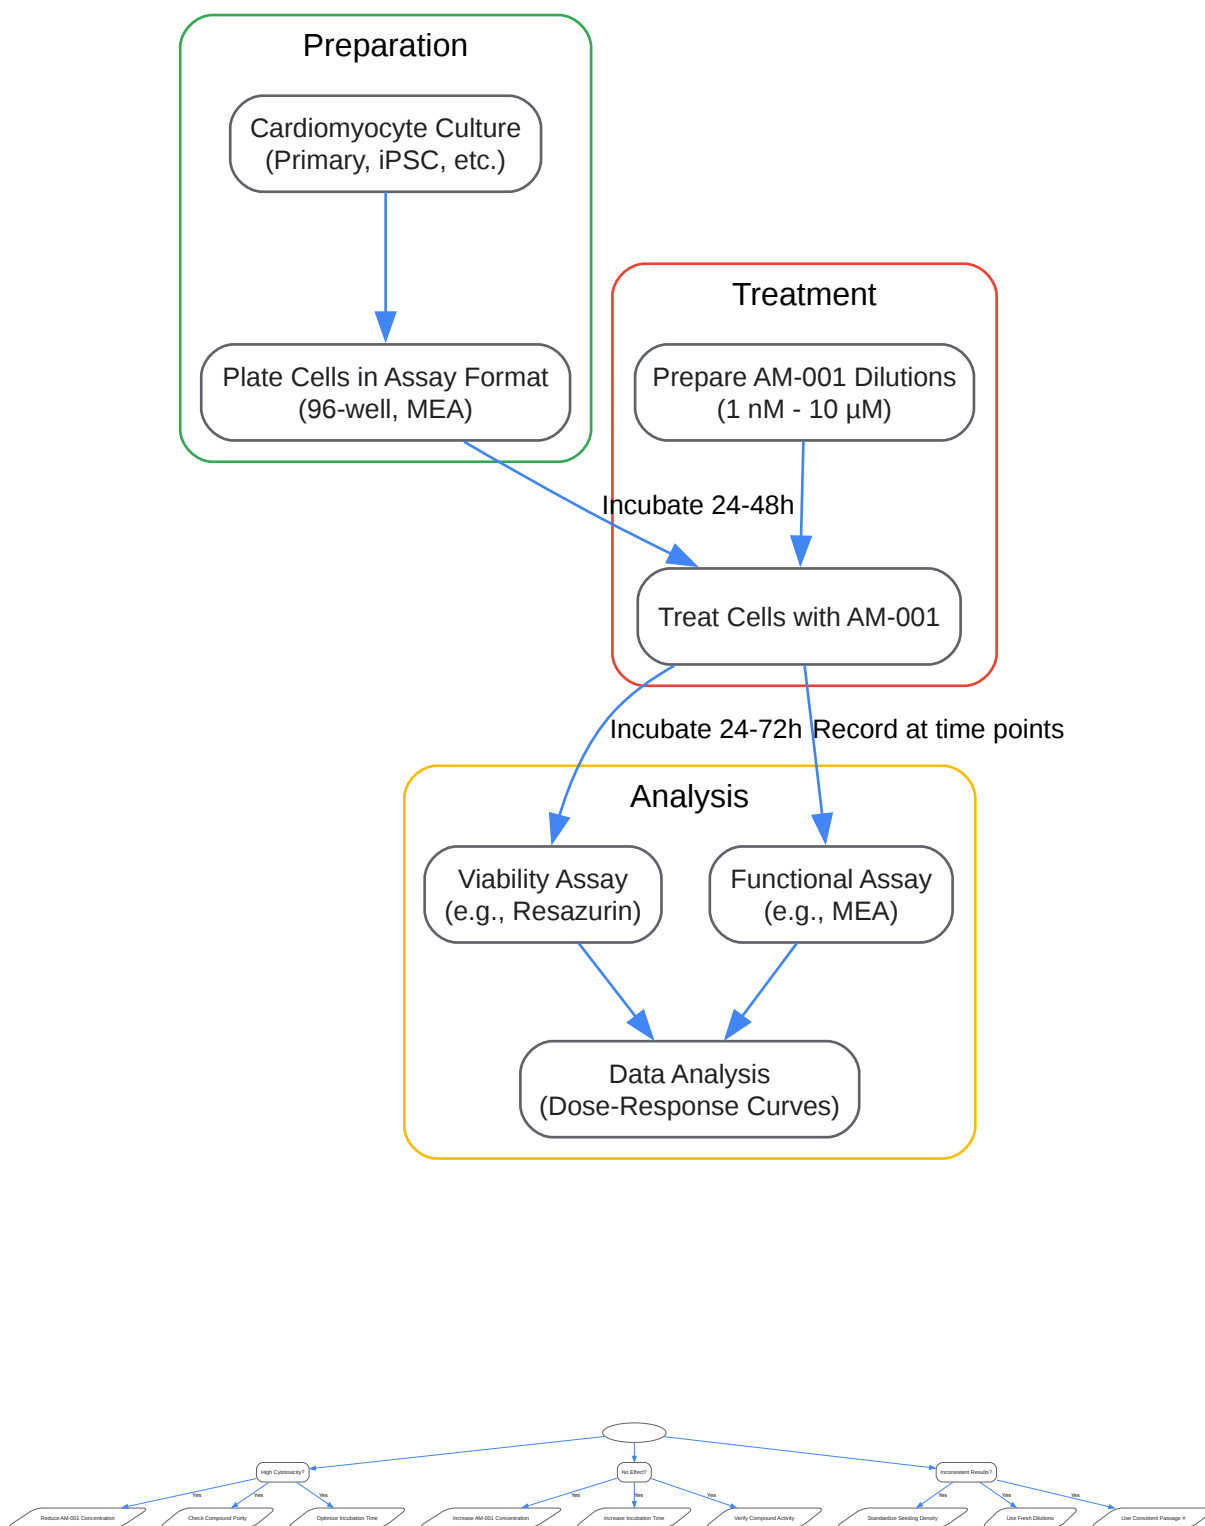 Preparation
Cardiomyocyte Culture
(Primary, iPSC, etc.)
Treatment
Plate Cells in Assay Format
(96-well, MEA)
Prepare AM-001 Dilutions
(1 nM - 10 µM)
Incubate 24-48h
Treat Cells with AM-001
Incubate 24-72h
Record at time points
Analysis
Viability Assay
(e.g., Resazurin)
Functional Assay
(e.g., MEA)
Data Analysis
(Dose-Response Curves)
High Cytotoxicity?
No Effect?
Inconsistent Results?
Yes
Yes
Yes
Yes
Yes
Yes
Yes
Yes
Yes
Reduce AM-001 Concentration
Check Compound Purity
Optimize Incubation Time
Increase AM-001 Concentration
Increase Incubation Time
Verify Compound Activity
Standardize Seeding Density
Use Fresh Dilutions
Use Consistent Passage #